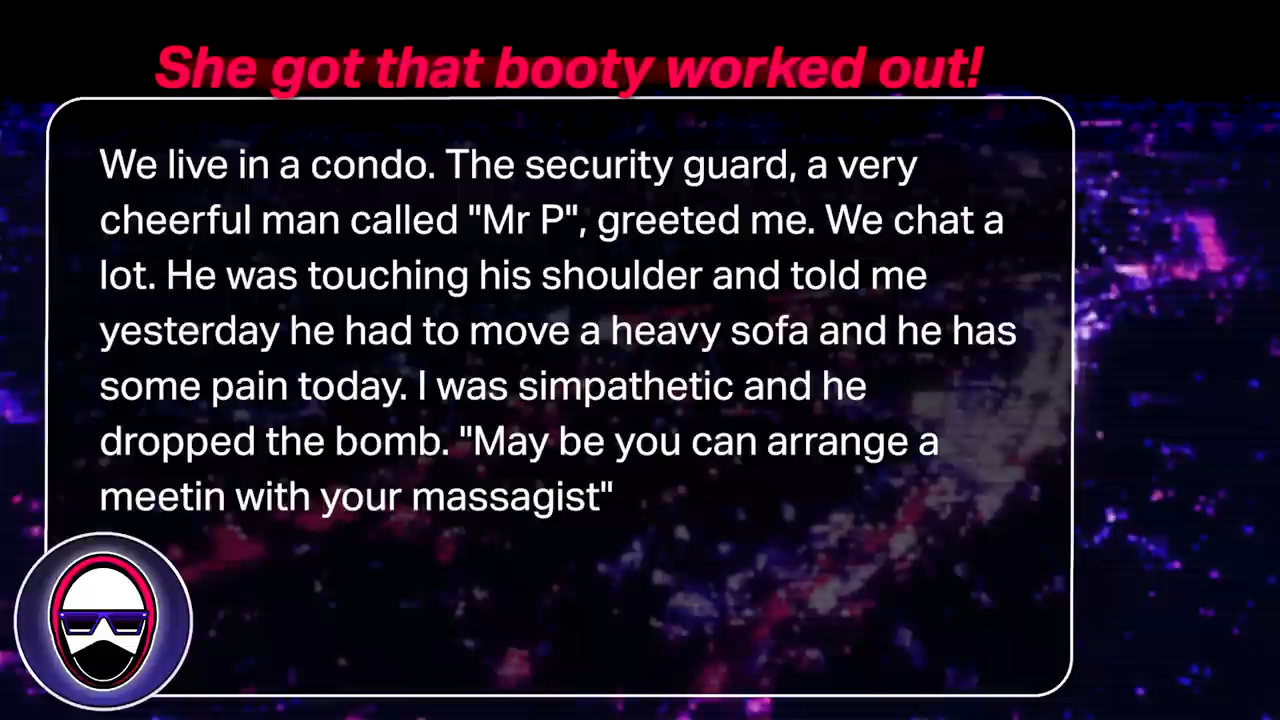 She got that booty worked out!
We live in a condo. The security guard, a very
cheerful man called "Mr P", greeted me. We chat a
lot. He was touching his shoulder and told me
yesterday he had to move a heavy sofa and he has
some pain today. I was simpathetic and he
dropped the bomb. "May be you can arrange a
meetin with your massagist"